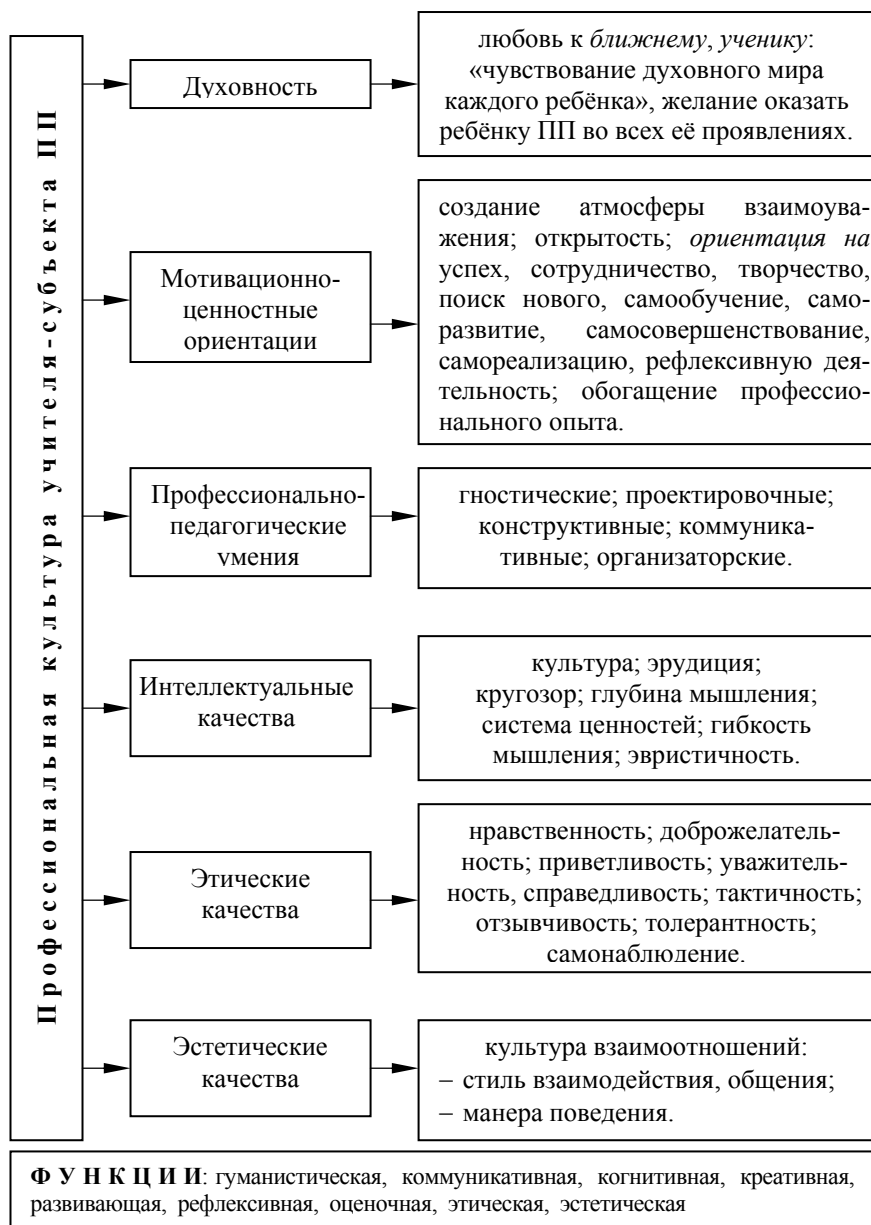 Профессиональная культура учителя-субъекта ПП
Духовность
любовь к ближнему, ученику:
«чувствование духовного мира
каждого ребёнка», желание оказать
ребёнку ПП во всех её проявлениях.
Мотивационно-
ценностные
ориентации
создание атмосферы взаимоува-
жения; открытость; ориентация на
успех, сотрудничество, творчество,
поиск нового, самообучение, само-
развитие, самосовершенствование,
самореализацию, рефлексивную дея-
тельность; обогащение профессио-
нального опыта.
Профессионально-
педагогические
умения
гностические; проектировочные;
конструктивные; коммуника-
тивные; организаторские.
Интеллектуальные
качества
культура; эрудиция;
кругозор; глубина мышления;
система ценностей; гибкость
мышления; эвристичность.
Этические
качества
нравственность; доброжелатель-
ность; приветливость; уважитель-
ность, справедливость; тактичность;
отзывчивость; толерантность;
самонаблюдение.
Эстетические
качества
культура взаимоотношений:
– стиль взаимодействия, общения;
– манера поведения.
ФУНКЦИИ: гуманистическая, коммуникативная, когнитивная, креативная,
развивающая, рефлексивная, оценочная, этическая, эстетическая